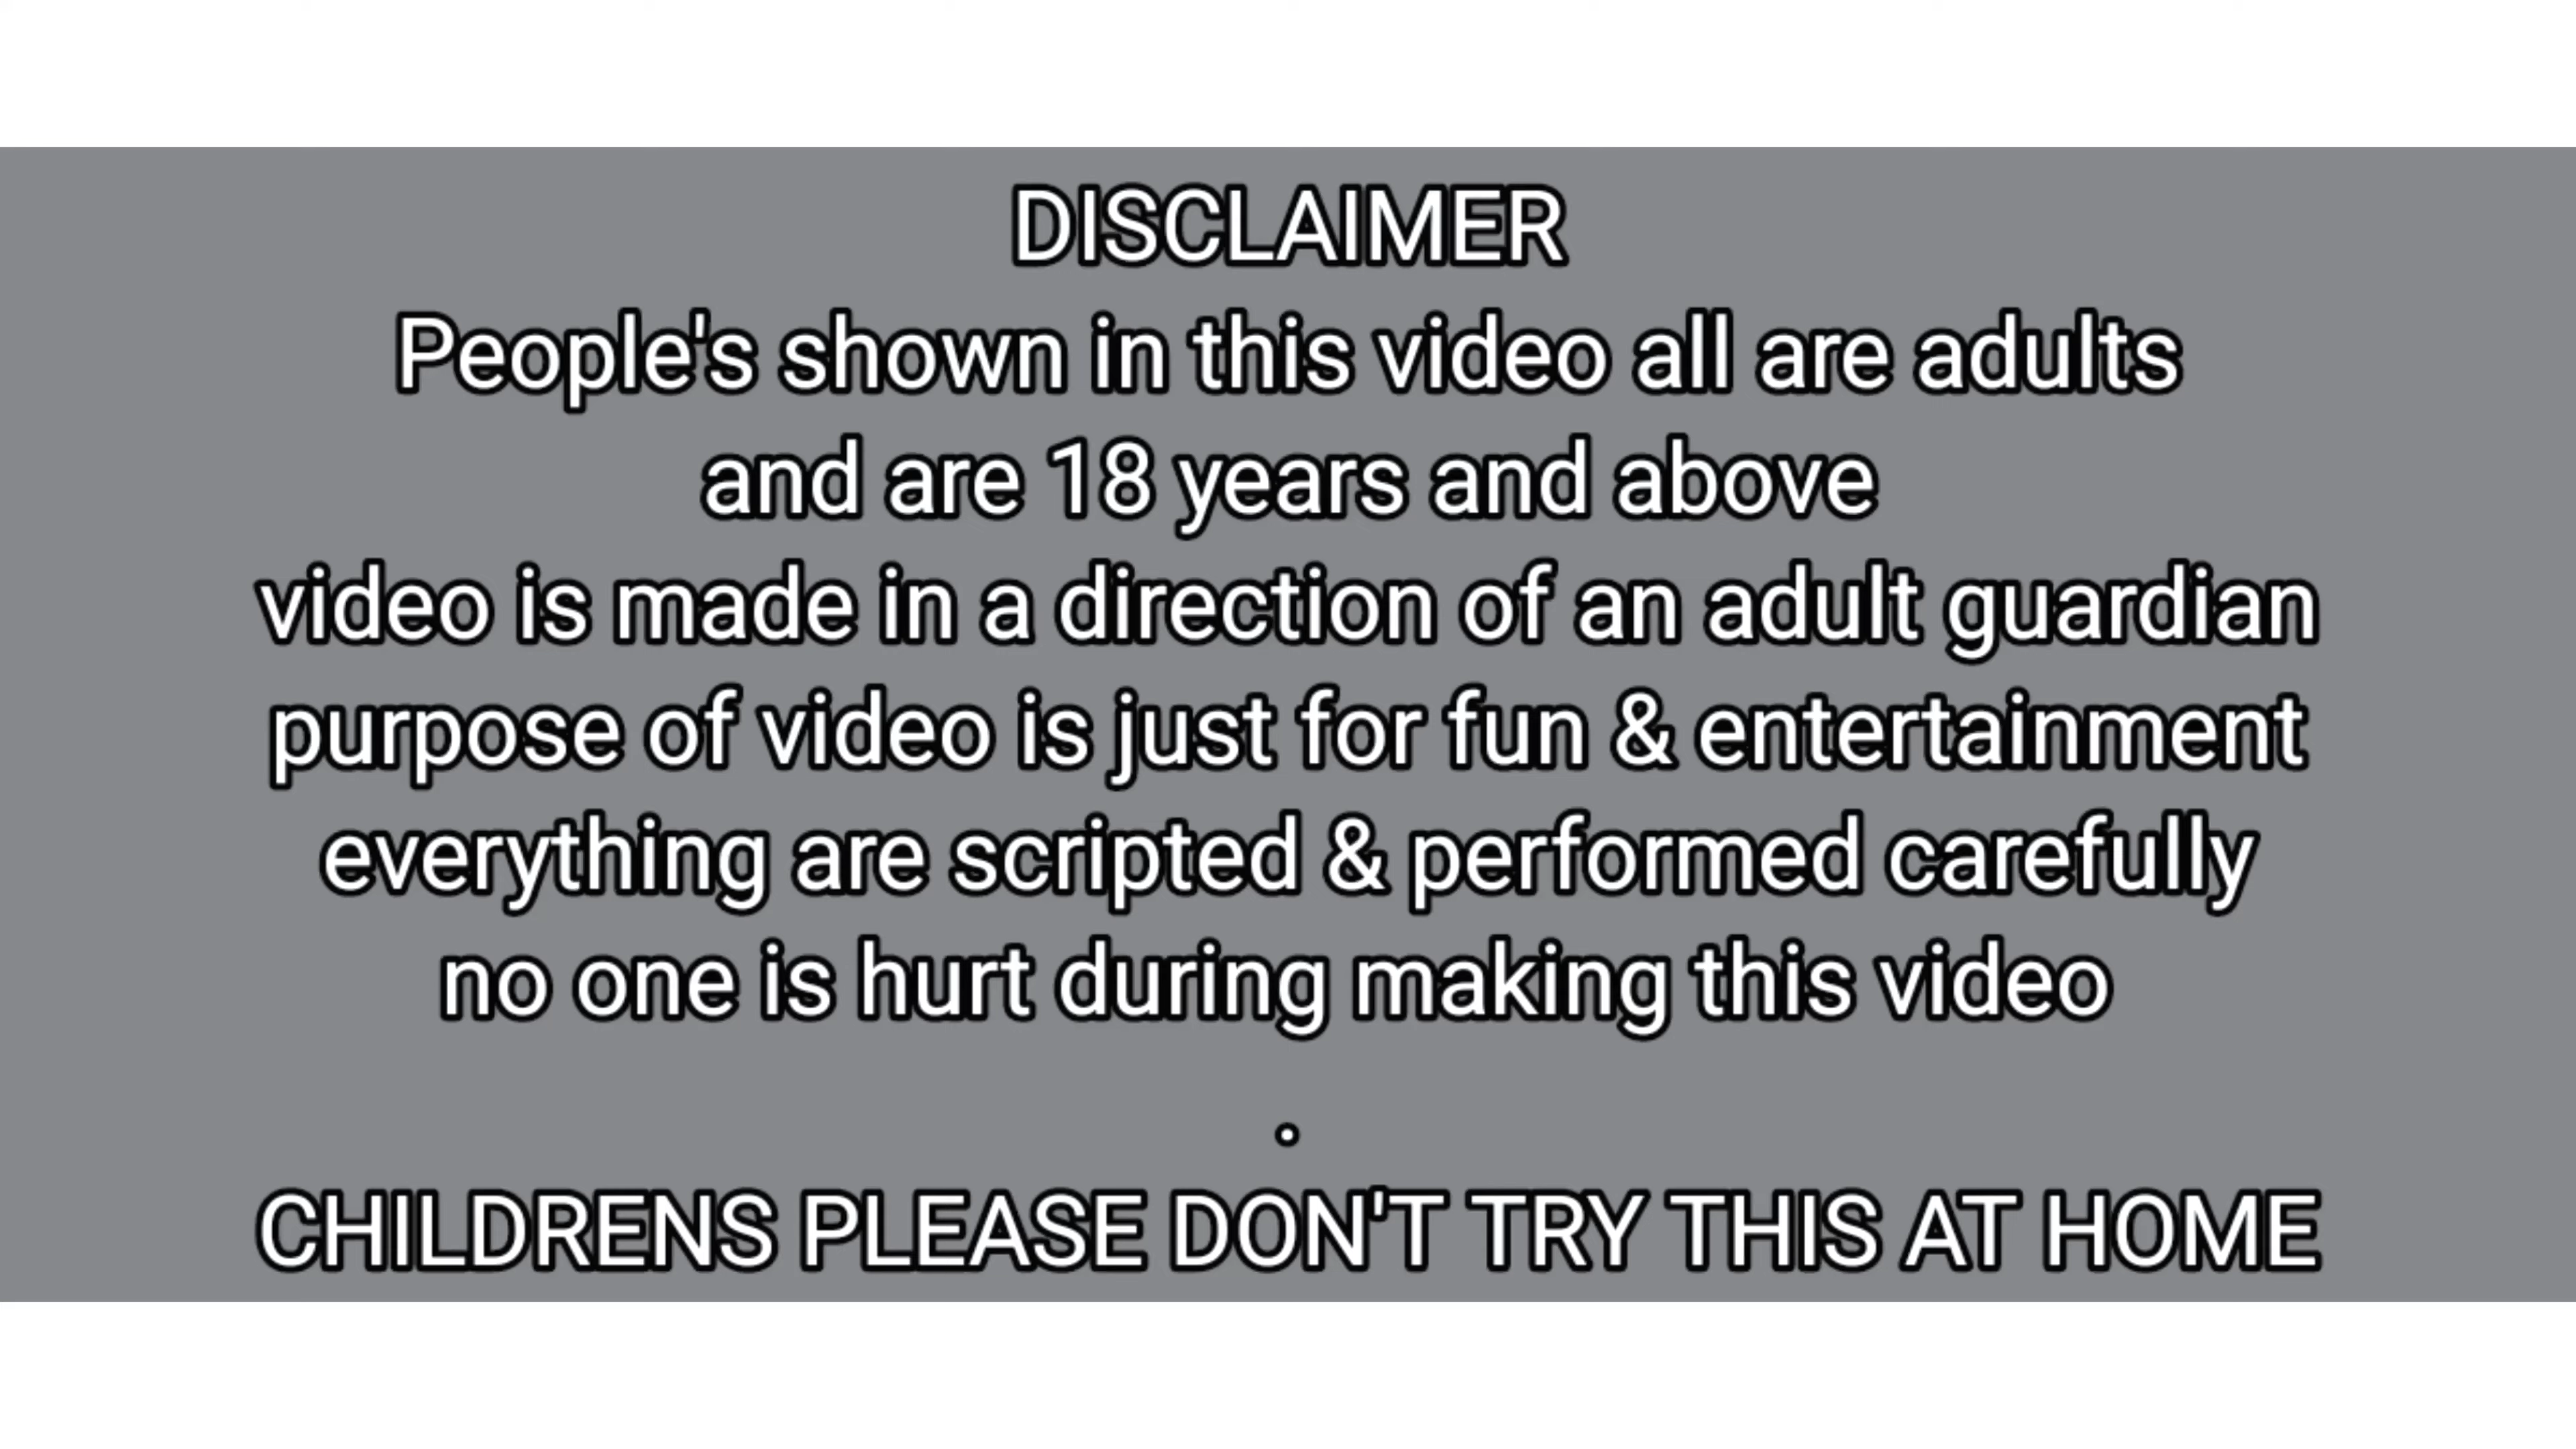 DISCLAIMER
People's shown in this video all are adults
and are 18 years and above
video is made in a direction of an adult guardian
purpose of video is just for fun & entertainment
everything are scripted & performed carefully
no one is hurt during making this video
.
CHILDRENS PLEASE DON'T TRY THIS AT HOME